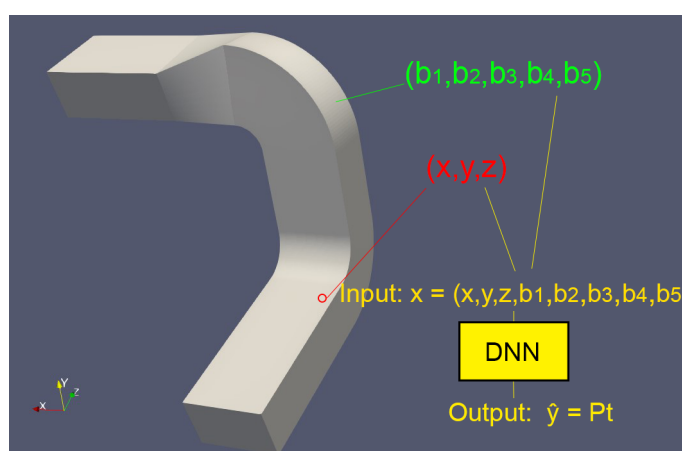 (b1,b2,b3,b4,b5)
(x,y,z)
Input: x = (x,y,z,b1,b2,b3,b4,b5
DNN
Output: ŷ = Pt
Y
Z
X